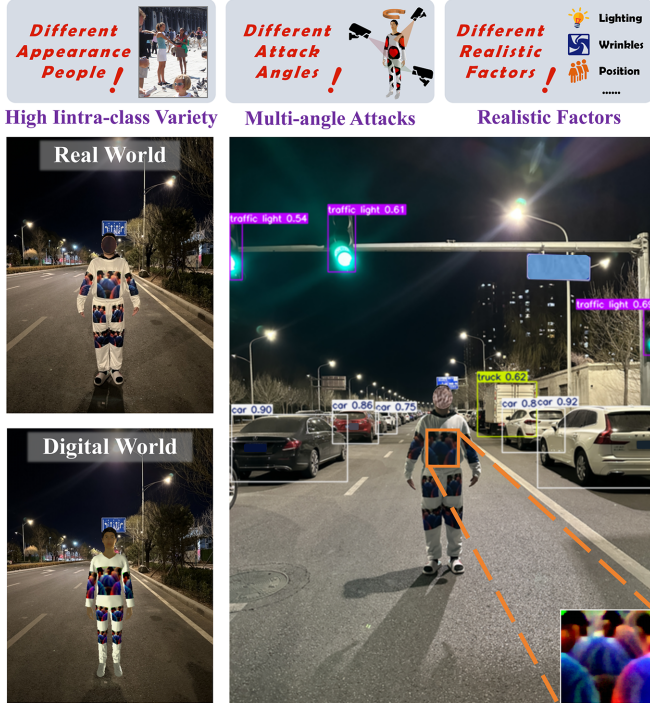 Different
Appearance
People !
Different
Attack
Angles !
Different
Realistic
Factors !
Lighting
Wrinkles
Position
......
High Iintra-class Variety
Multi-angle Attacks
Realistic Factors
Real World
Digital World
traffic light 0.54
traffic light 0.61
traffic light 0.69
truck 0.62
car 0.90
car 0.86
car 0.75
car 0.8
car 0.92